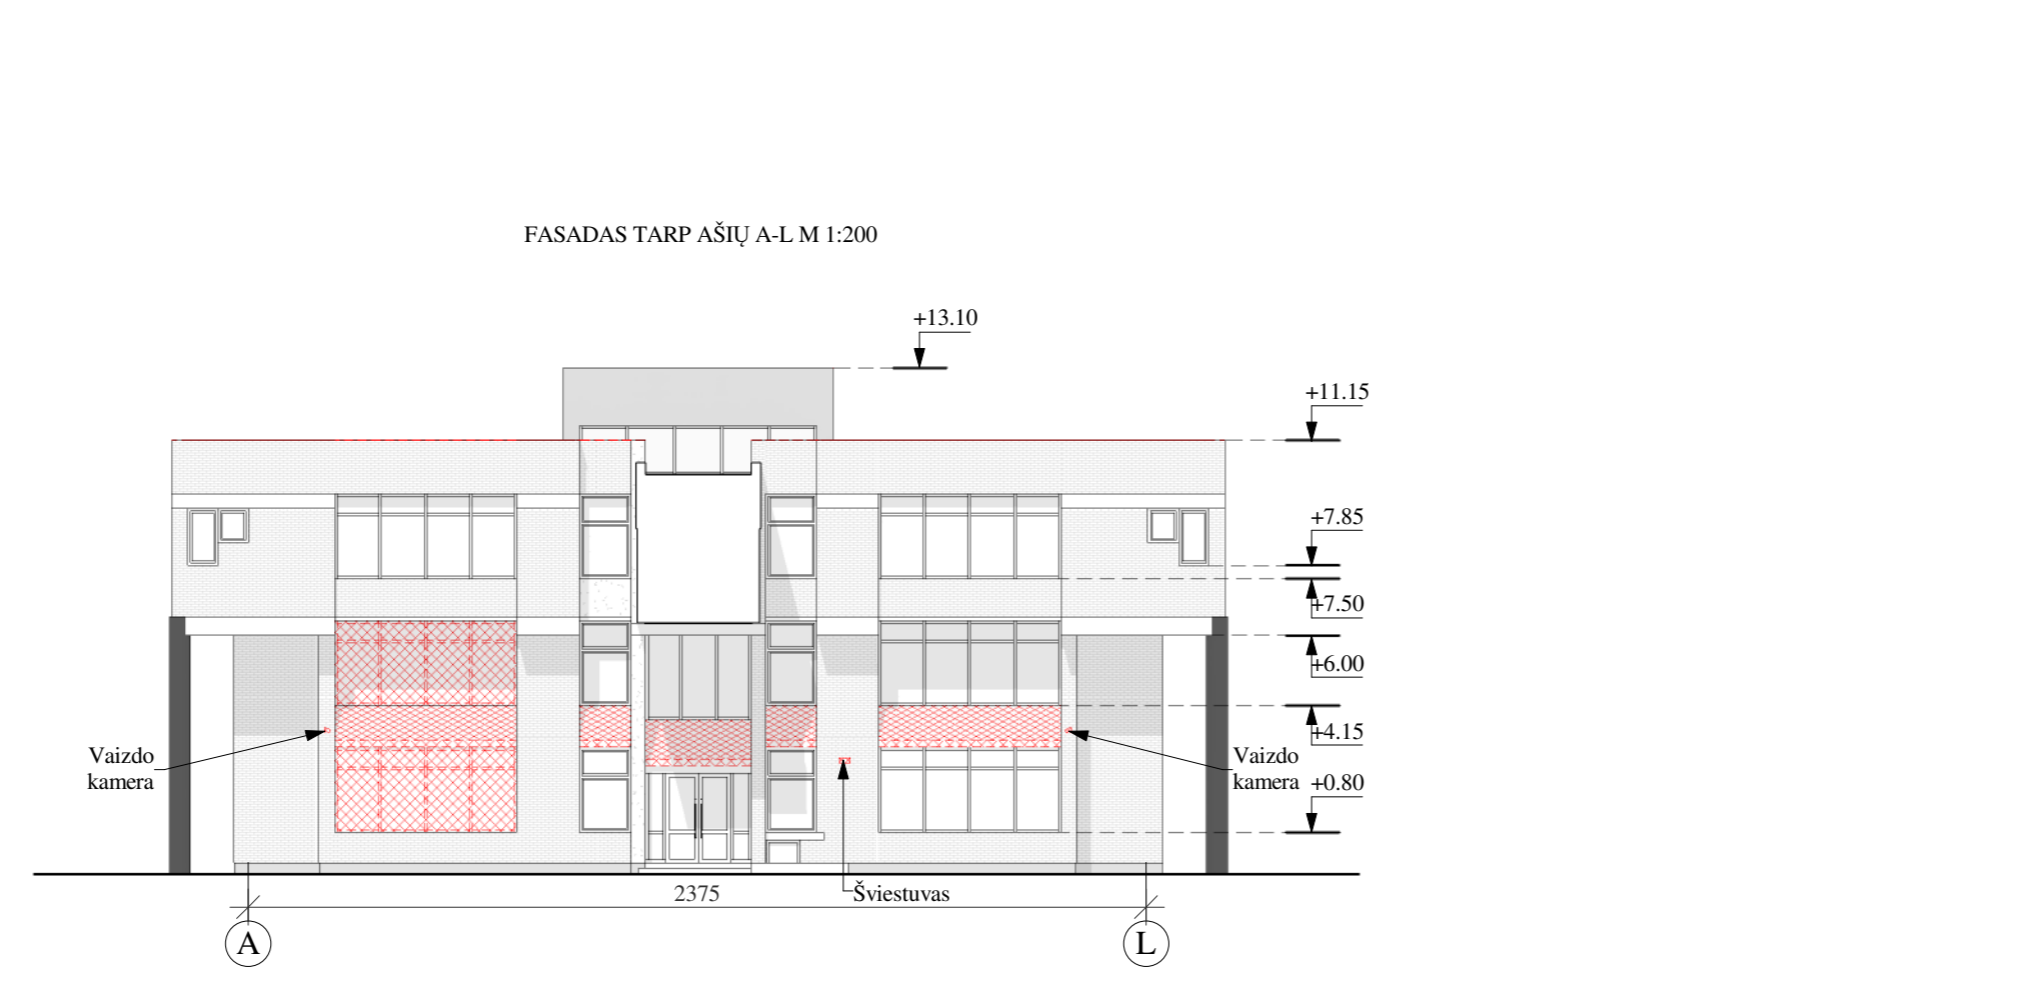 FASADAS TARP AŠIŲ A-L M 1:200
+13.10
+11.15
+7.85
+7.50
+6.00
+4.15
Vaizdo
kamera
Vaizdo
kamera
+0.80
2375
Šviestuvas
A
L